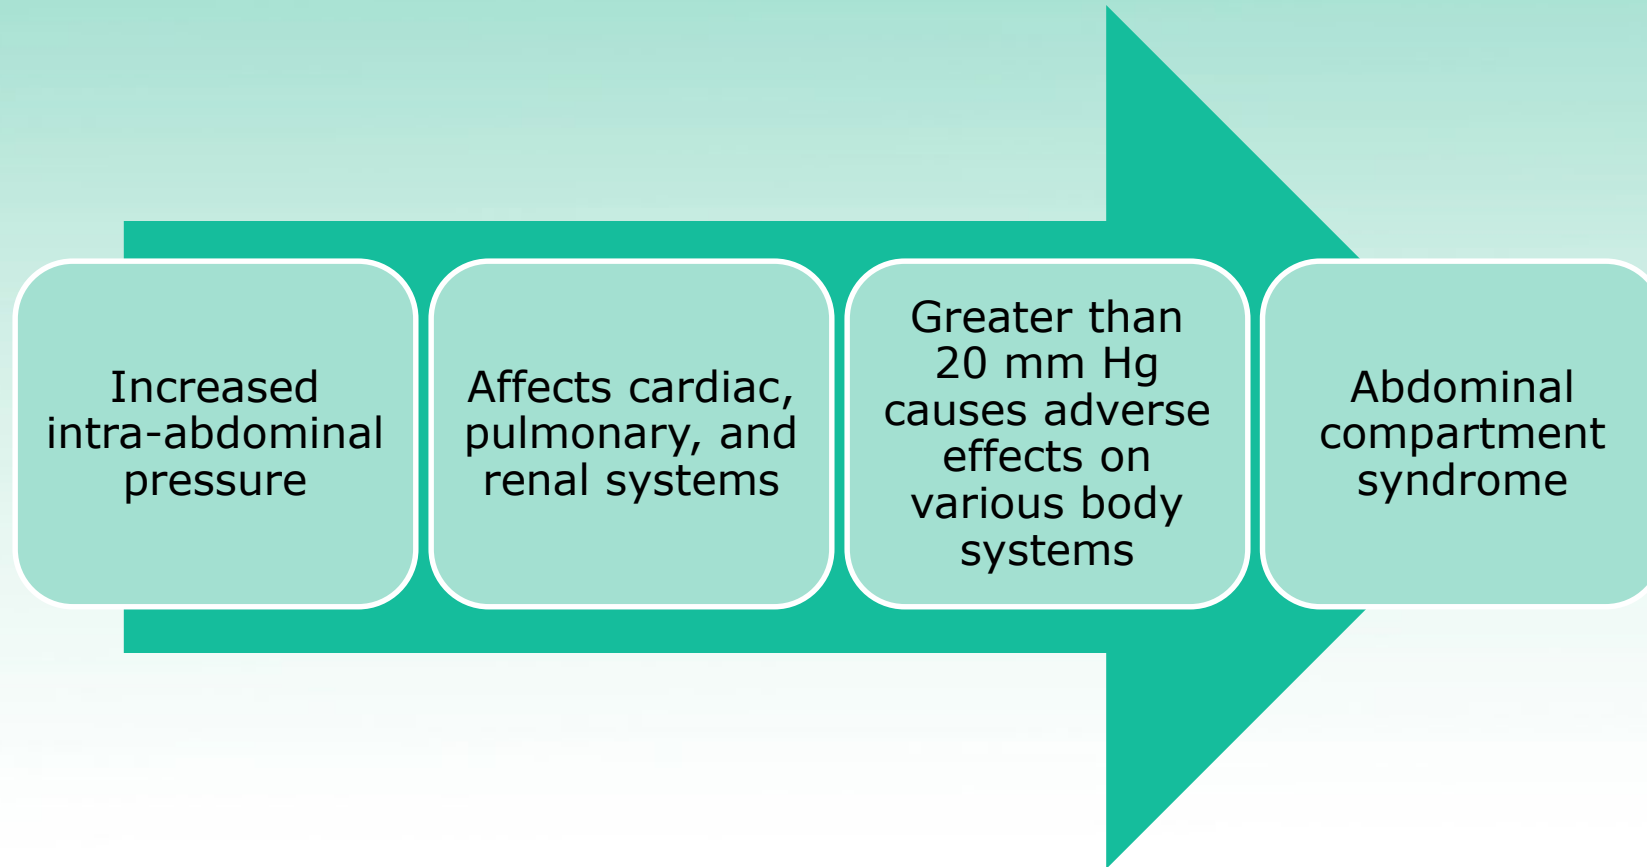 Increased
intra-abdominal
pressure
Affects cardiac,
pulmonary, and
renal systems
Greater than
20 mm Hg
causes adverse
effects on
various body
systems
Abdominal
compartment
syndrome